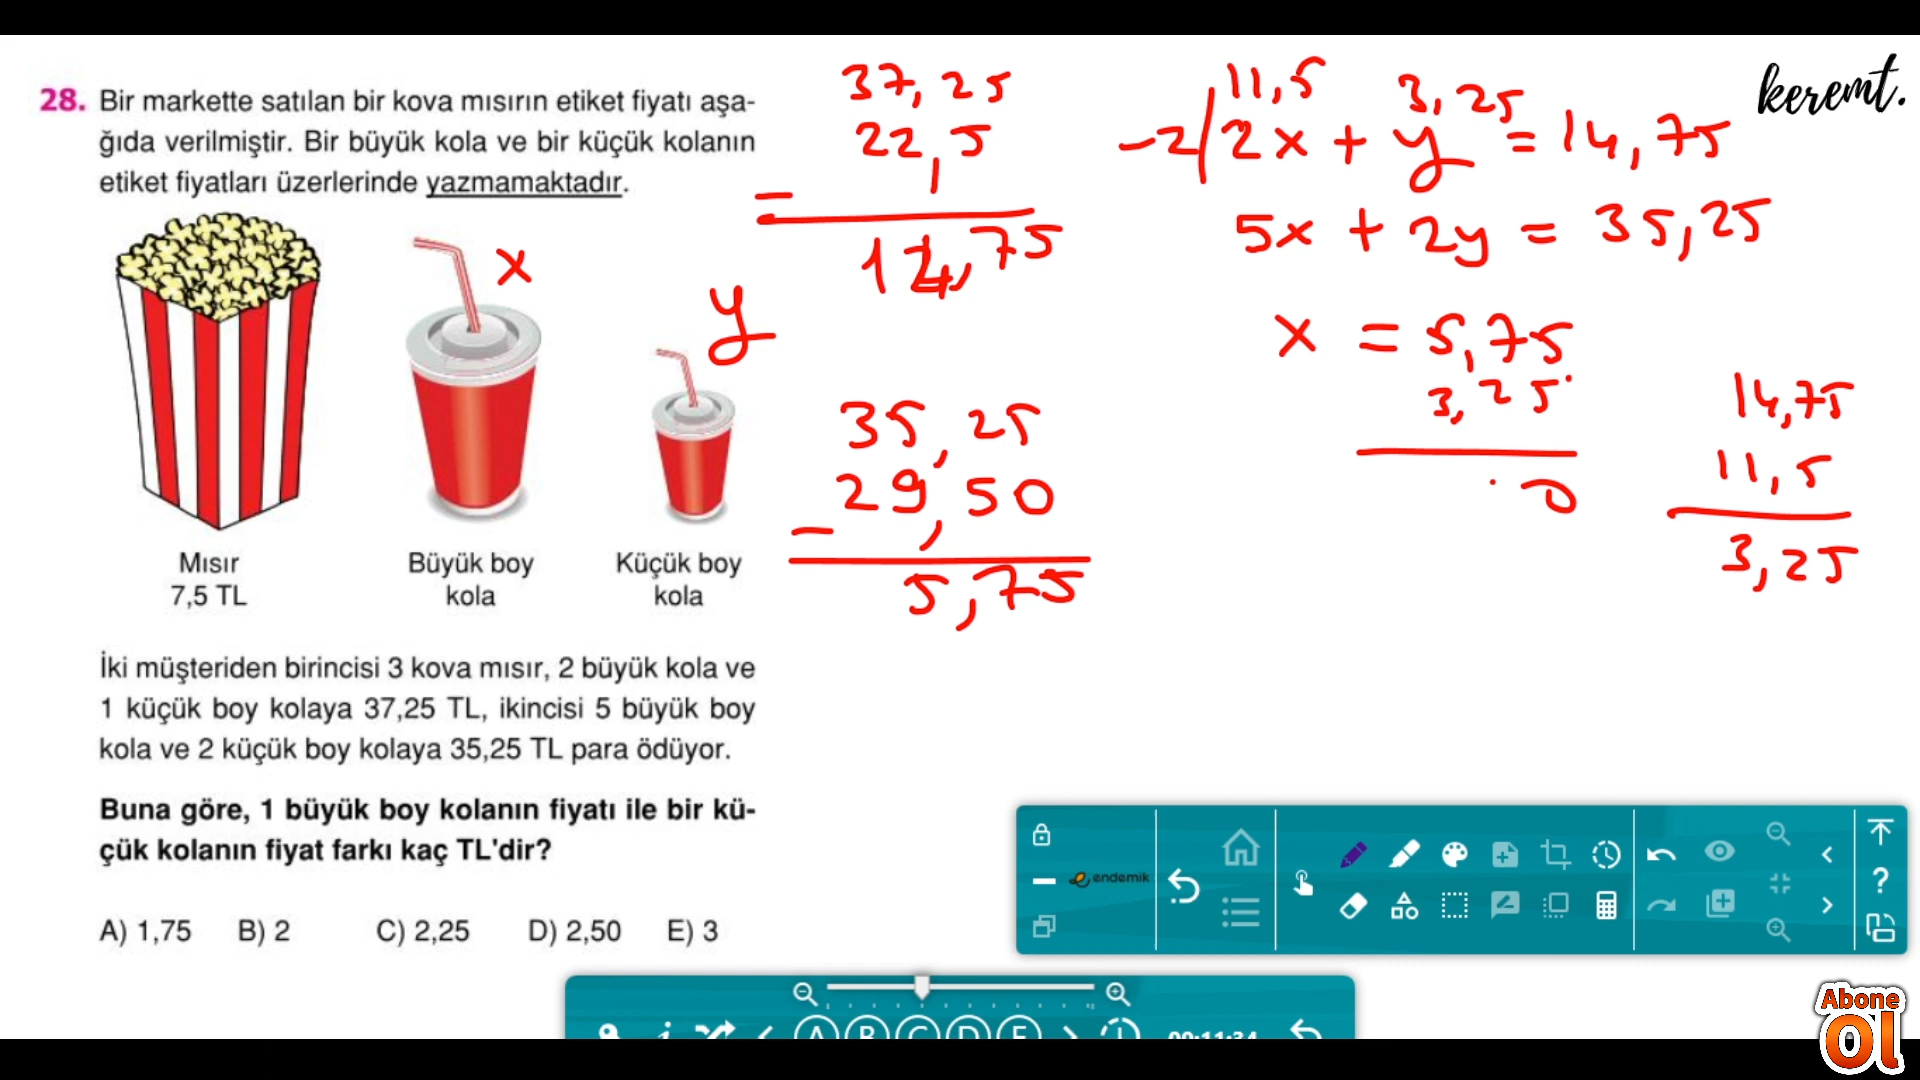 28. Bir markette satılan bir kova mısırın etiket fiyatı aşa-
ğıda verilmiştir. Bir büyük kola ve bir küçük kolanın
etiket fiyatları üzerlerinde yazmamaktadır.
x
y
Mısır
7,5 TL
Büyük boy
kola
Küçük boy
kola
İki müşteriden birincisi 3 kova mısır, 2 büyük kola ve
1 küçük boy kolaya 37,25 TL, ikincisi 5 büyük boy
kola ve 2 küçük boy kolaya 35,25 TL para ödüyor.
Buna göre, 1 büyük boy kolanın fiyatı ile bir kü-
çük kolanın fiyat farkı kaç TL'dir?
A) 1,75 B) 2 C) 2,25 D) 2,50 E) 3
37,25
22,5
-
14,75
35,25
29,50
-
5,75
11,5 3,25
-2/ 2x + y = 14,75
5x + 2y = 35,25
x = 5,75
3,25
0
14,75
11,5
3,25
keremt.
endemik
?
A B C D E
00:11:34
Abone
Ol